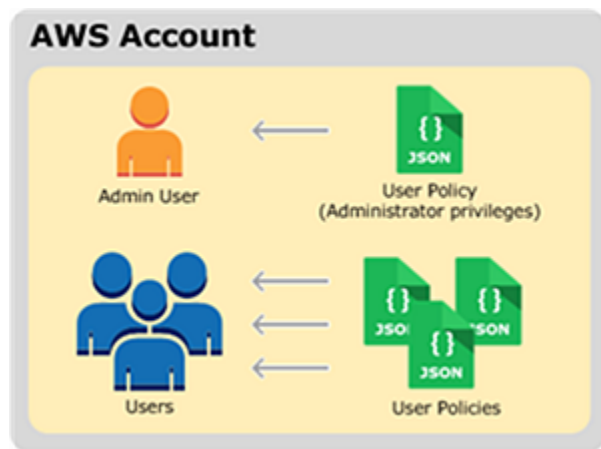 AWS Account
{ }
JSON
Admin User
User Policy
(Administrator privileges)
{ }
JSON
{ }
JSON
{ }
JSON
Users
User Policies